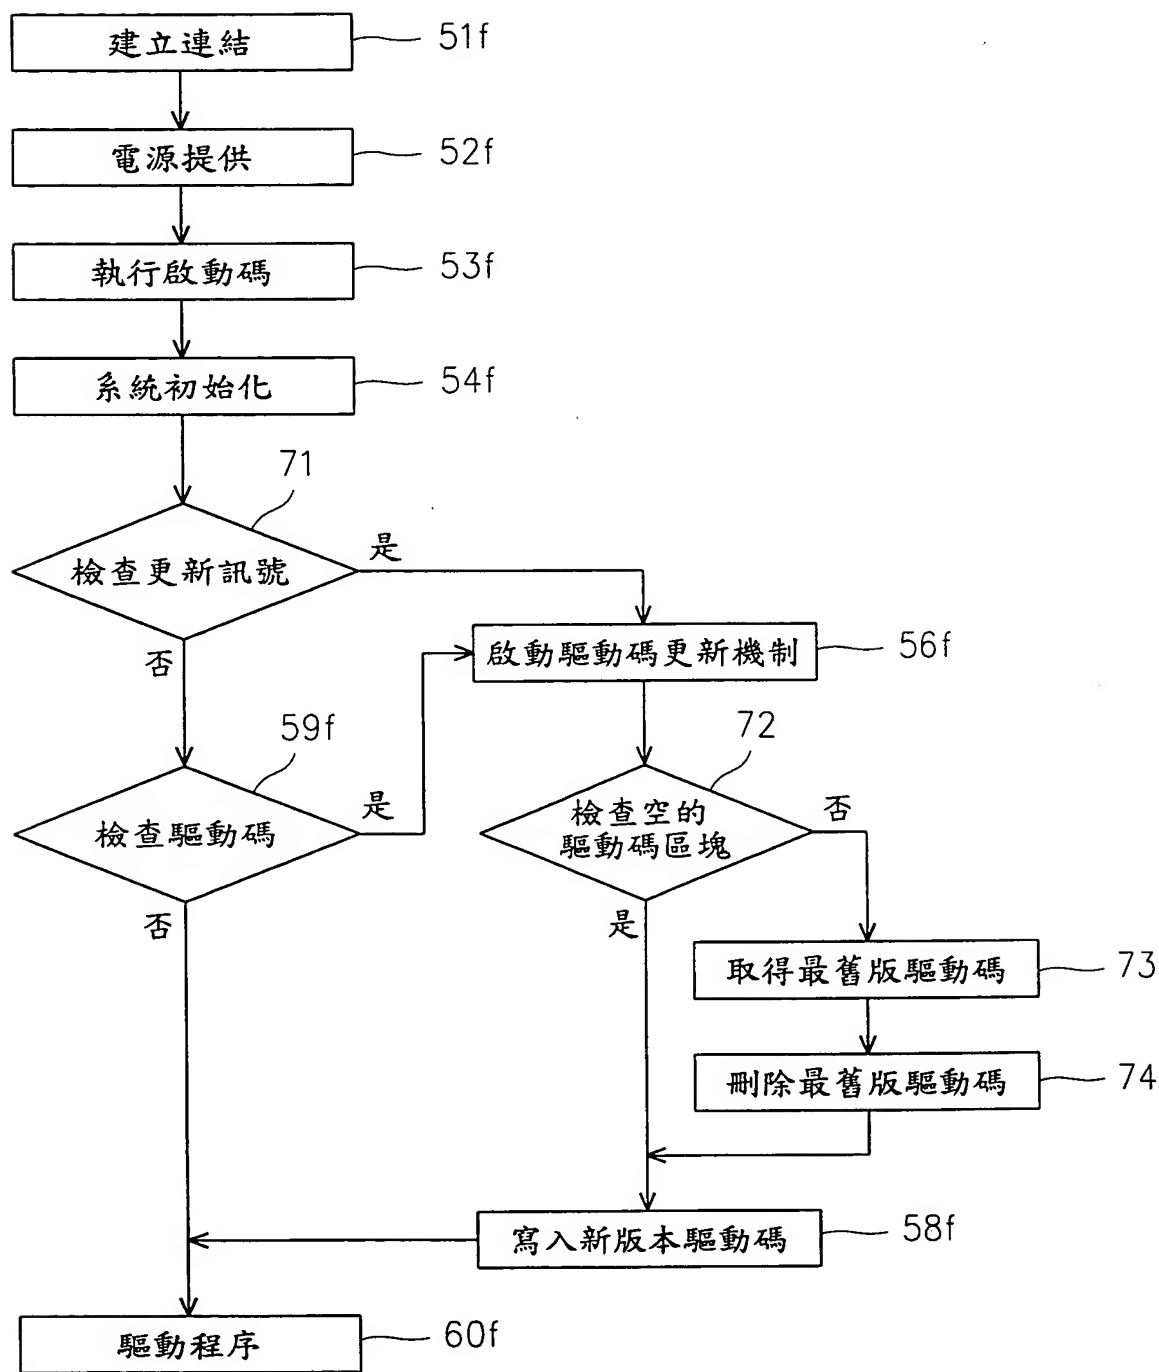 建立連結
51f
電源提供
52f
執行啟動碼
53f
系統初始化
54f
71
檢查更新訊號
是
否
啟動驅動碼更新機制
56f
59f
檢查驅動碼
是
否
72
檢查空的
驅動碼區塊
否
是
取得最舊版驅動碼
73
刪除最舊版驅動碼
74
寫入新版本驅動碼
58f
驅動程序
60f